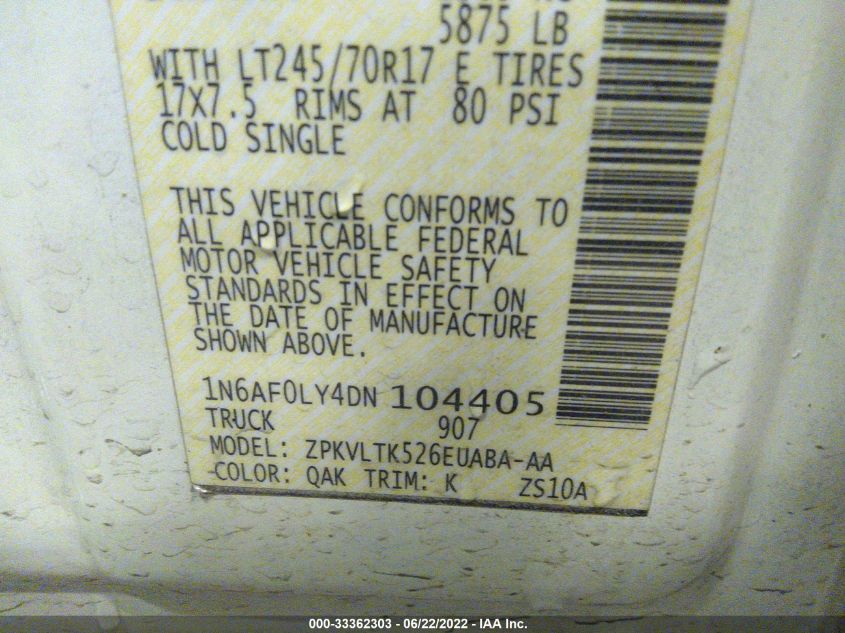 5875 LB
WITH LT245/70R17 E TIRES
17X7.5 RIMS AT 80 PSI
COLD SINGLE
THIS VEHICLE CONFORMS TO
ALL APPLICABLE FEDERAL
MOTOR VEHICLE SAFETY
STANDARDS IN EFFECT ON
THE DATE OF MANUFACTURE
SHOWN ABOVE.
1N6AF0LY4DN 104405
TRUCK 907
MODEL: ZPKVLTK526EUABA-AA
COLOR: QAK TRIM: K ZS10A
000-33362303 - 06/22/2022 - IAA Inc.